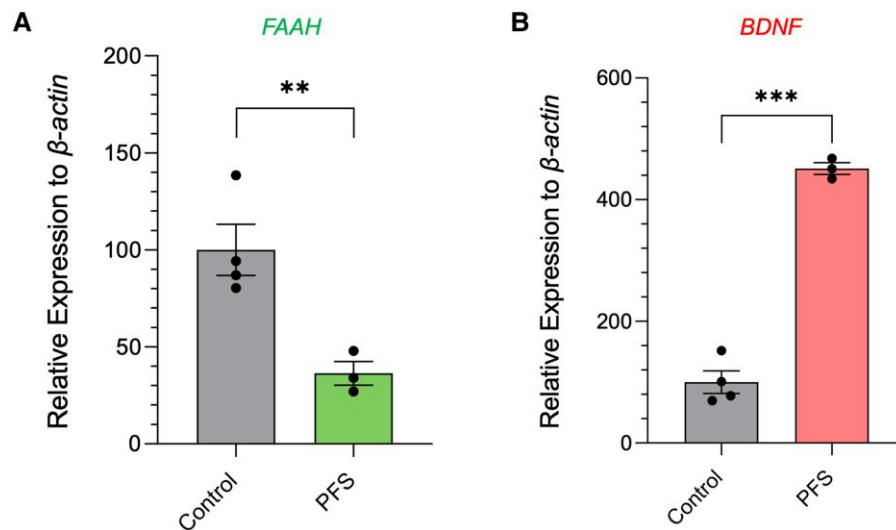 A
FAAH
Relative Expression to β-actin
200
150
100
50
0
**
Control
PFS
B
BDNF
Relative Expression to β-actin
600
400
200
0
***
Control
PFS